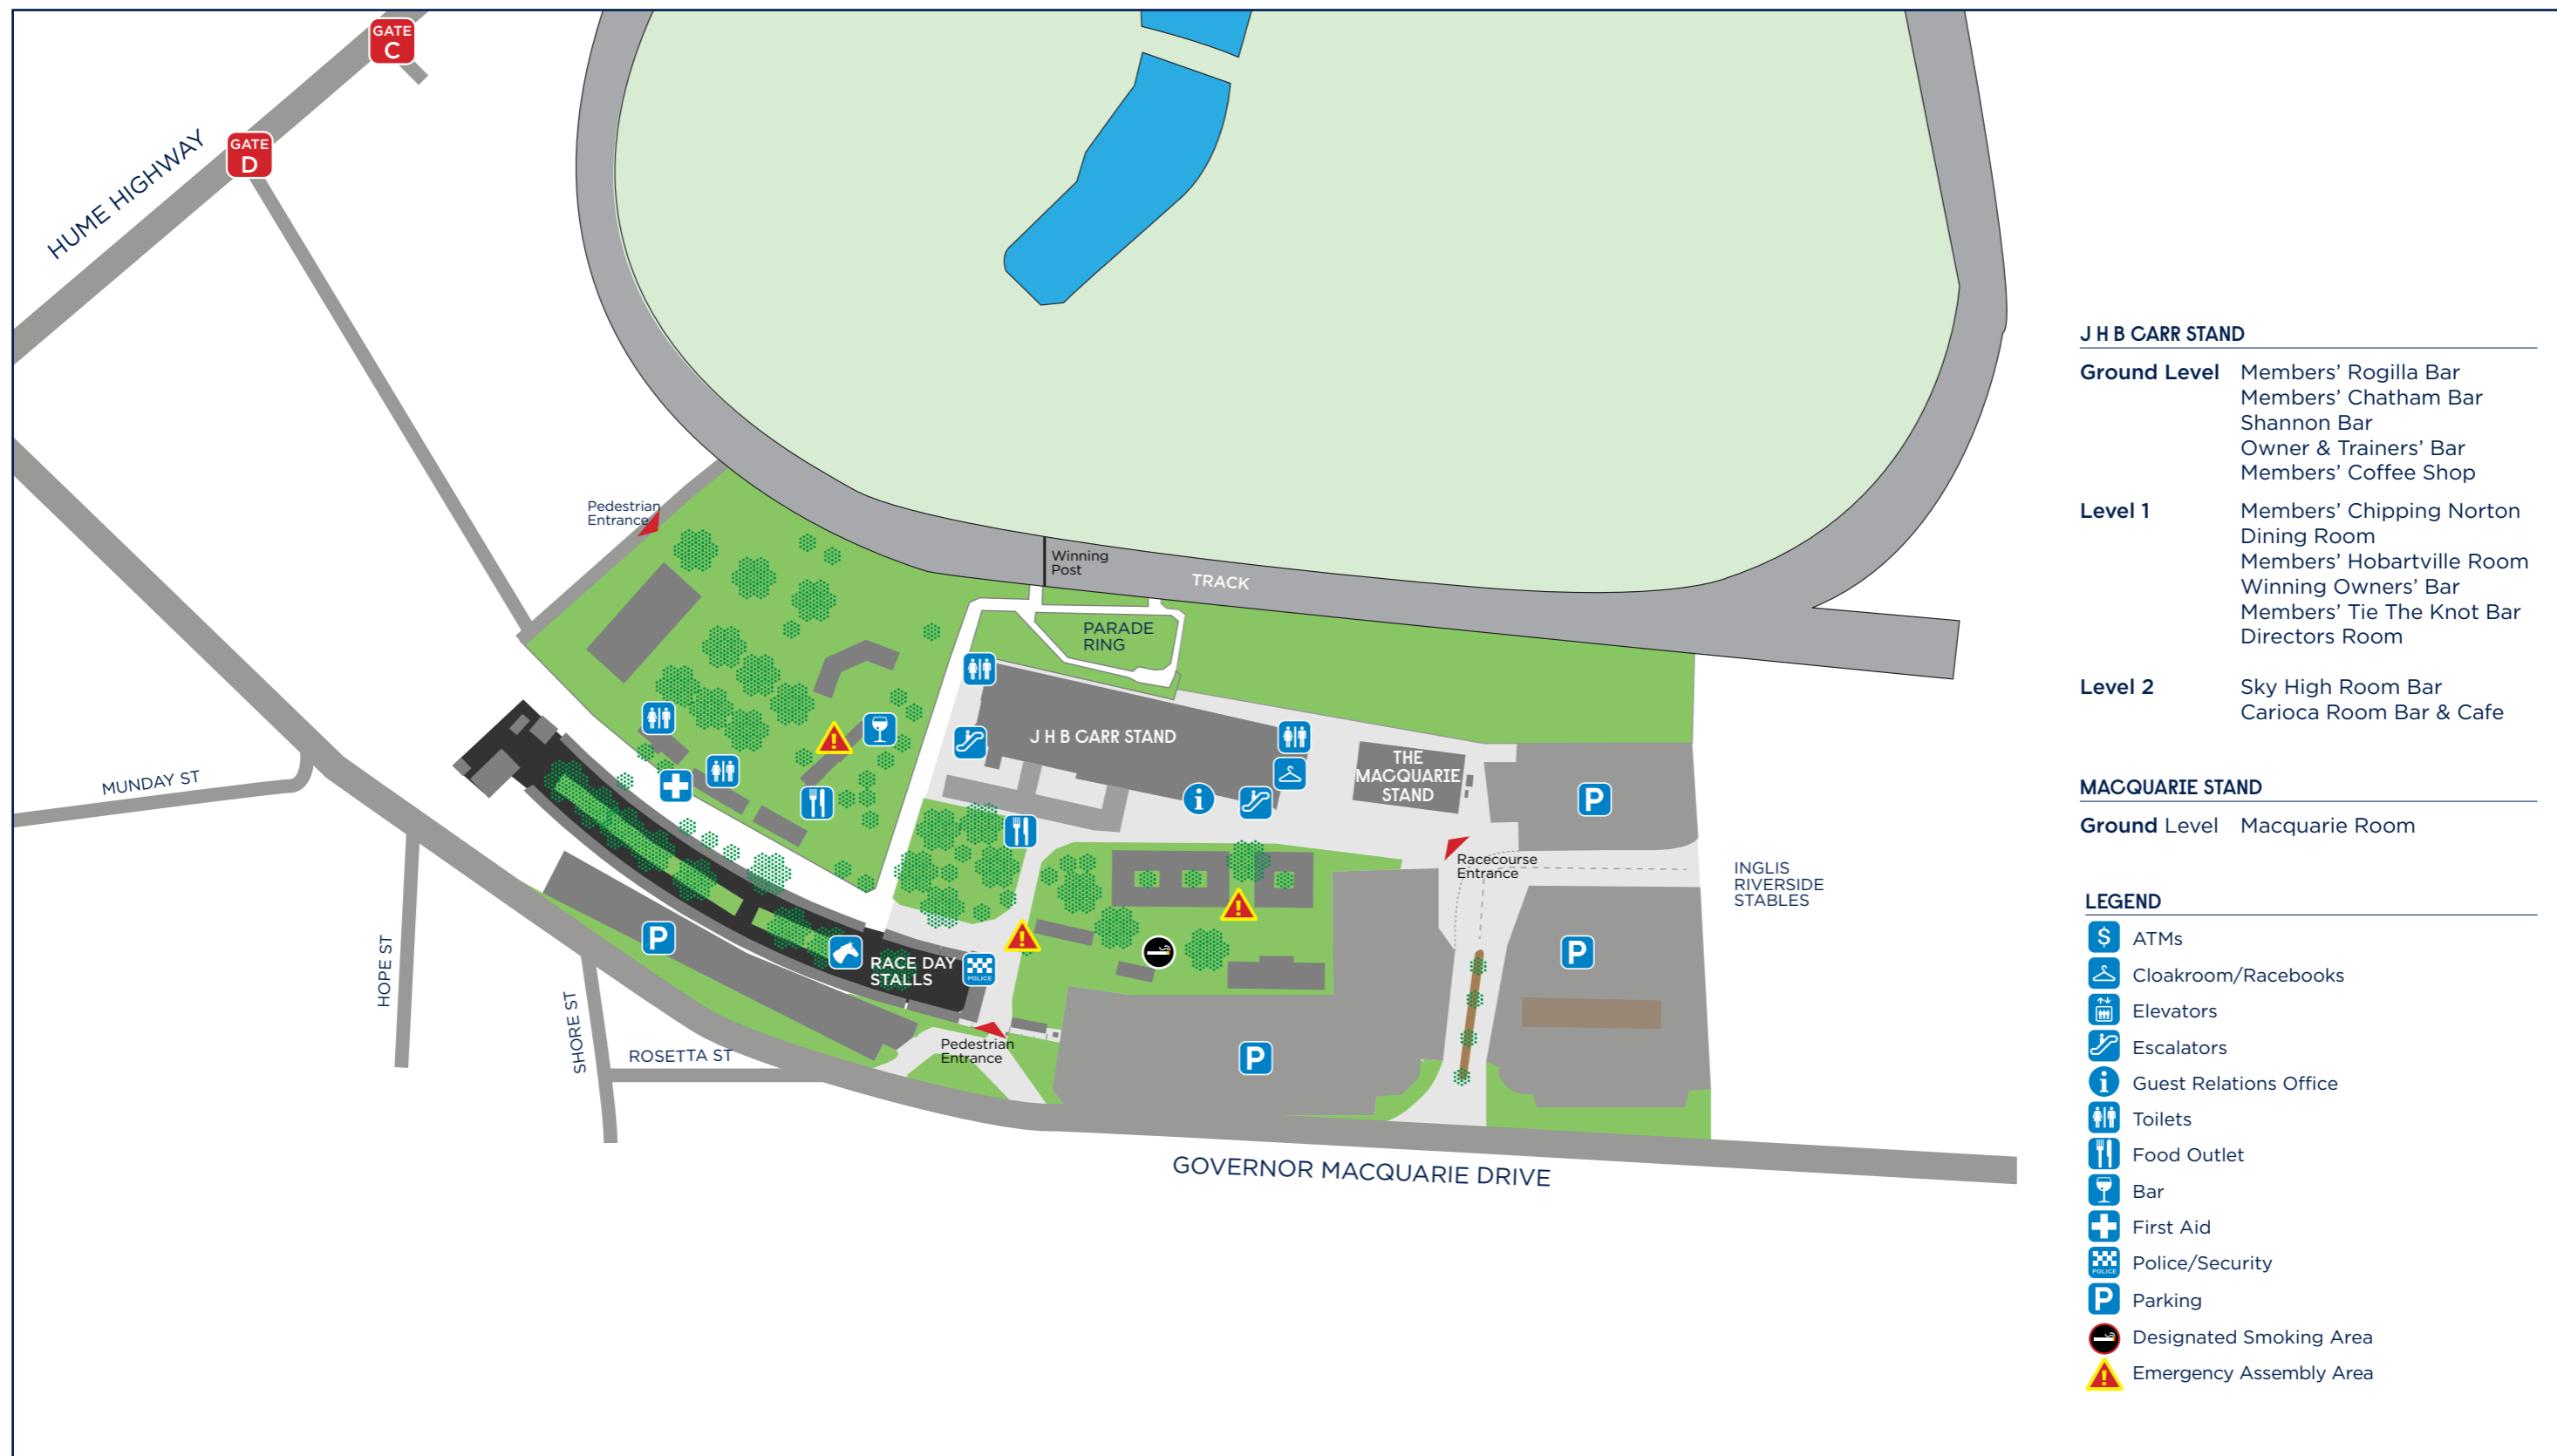 GATE
C
GATE
D
HUME HIGHWAY
Pedestrian
Entrance
Winning
Post
TRACK
PARADE
RING
J H B CARR STAND
THE
MACQUARIE
STAND
P
i
Racecourse
Entrance
INGLIS
RIVERSIDE
STABLES
MUNDAY ST
HOPE ST
SHORE ST
ROSETTA ST
P
RACE DAY
STALLS
POLICE
P
Pedestrian
Entrance
P
GOVERNOR MACQUARIE DRIVE
J H B CARR STAND
Ground Level Members’ Rogilla Bar
Members’ Chatham Bar
Shannon Bar
Owner & Trainers’ Bar
Members’ Coffee Shop
Level 1 Members’ Chipping Norton
Dining Room
Members’ Hobartville Room
Winning Owners’ Bar
Members’ Tie The Knot Bar
Directors Room
Level 2 Sky High Room Bar
Carioca Room Bar & Cafe
MACQUARIE STAND
Ground Level Macquarie Room
LEGEND
$ ATMs
Cloakroom/Racebooks
Elevators
Escalators
i Guest Relations Office
Toilets
Food Outlet
Bar
First Aid
POLICE Police/Security
P Parking
Designated Smoking Area
! Emergency Assembly Area